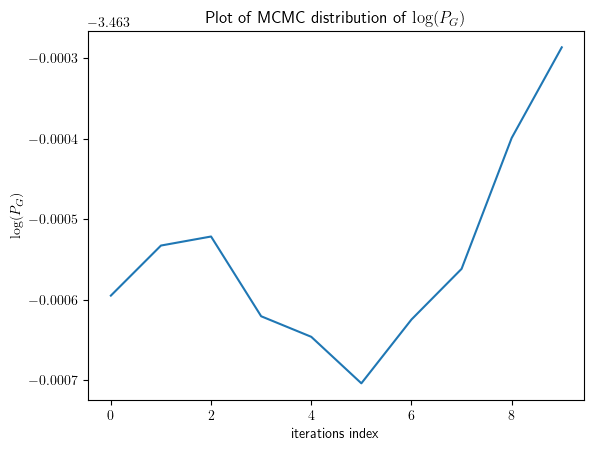 Plot of MCMC distribution of log(P_G)
−3.463
−0.0003
−0.0004
−0.0005
−0.0006
−0.0007
log(P_G)
0 2 4 6 8
iterations index